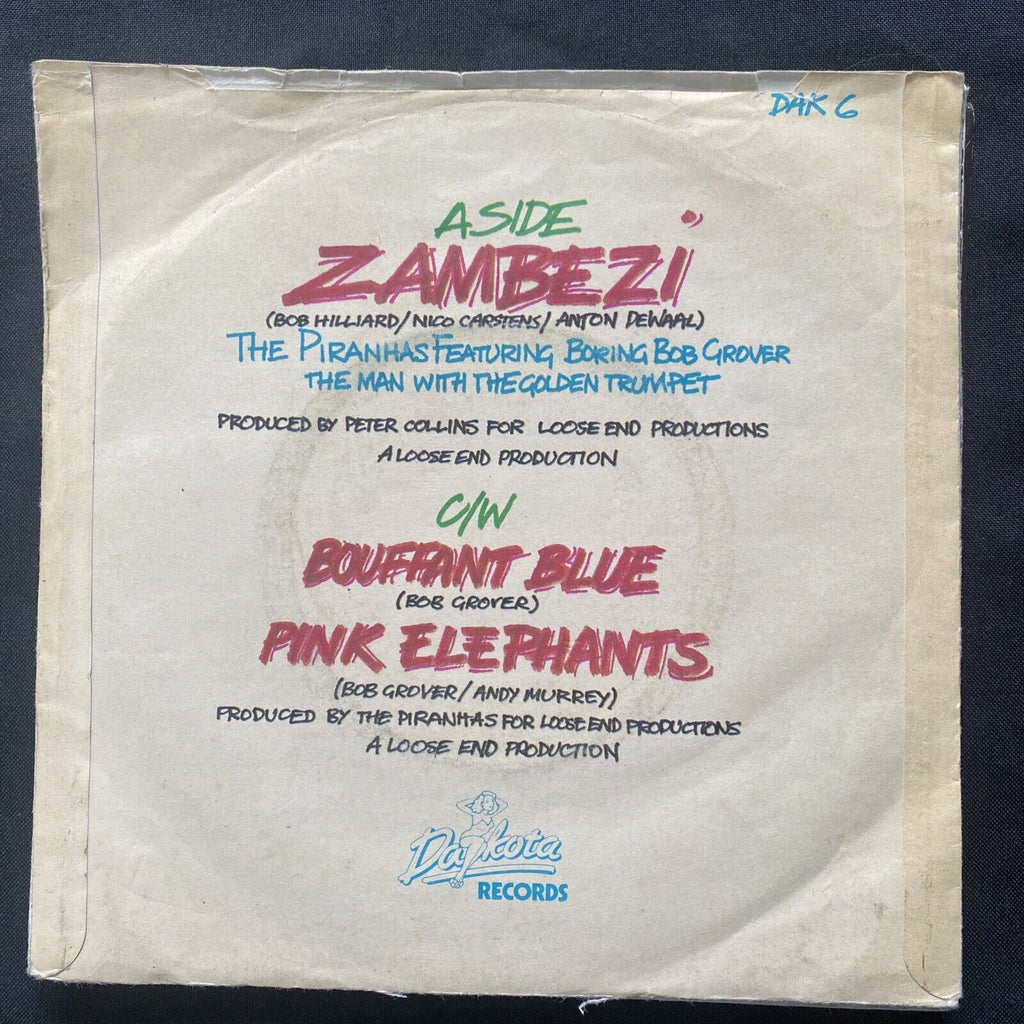 DAK 6
A SIDE
ZAMBEZI
(BOB HILLIARD/ NICO CARSTENS/ ANTON DEWAAL)
THE PIRANHAS FEATURING BORING BOB GROVER
THE MAN WITH THE GOLDEN TRUMPET
PRODUCED BY PETER COLLINS FOR LOOSE END PRODUCTIONS
A LOOSE END PRODUCTION
C/W
BOUFFANT BLUE
(BOB GROVER)
PINK ELEPHANTS
(BOB GROVER/ ANDY MURREY)
PRODUCED BY THE PIRANHAS FOR LOOSE END PRODUCTIONS
A LOOSE END PRODUCTION
Dakota
RECORDS